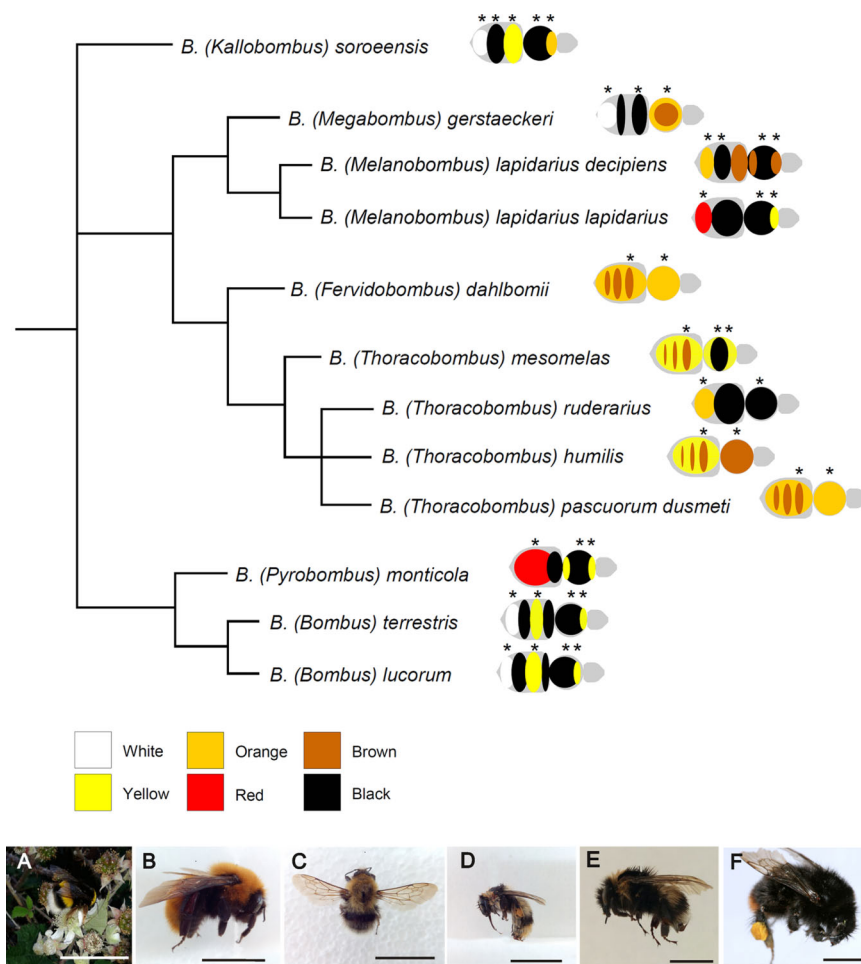 * * * * *
B. (Kallobombus) soroeensis
* * *
B. (Megabombus) gerstaeckeri
* * * *
B. (Melanobombus) lapidarius decipiens
* * *
B. (Melanobombus) lapidarius lapidarius
* *
B. (Fervidobombus) dahlbomii
* * *
B. (Thoracobombus) mesomelas
* *
B. (Thoracobombus) ruderarius
* *
B. (Thoracobombus) humilis
* *
B. (Thoracobombus) pascuorum dusmeti
* * *
B. (Pyrobombus) monticola
* * * *
B. (Bombus) terrestris
* * * *
B. (Bombus) lucorum
White Orange Brown
Yellow Red Black
A B C D E F